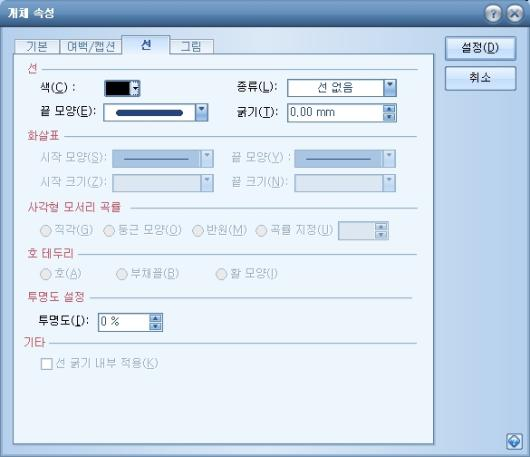 개체 속성
기본 여백/캡션 선 그림
설정(D)
취소
선
색(C) : 종류(L): 선 없음
끝 모양(E): 굵기(T): 0.00 mm
화살표
시작 모양(S): 끝 모양(Y) :
시작 크기(Z): 끝 크기(N):
사각형 모서리 곡률
직각(G) 둥근 모양(O) 반원(M) 곡률 지정(U)
호 테두리
호(A) 부채꼴(B) 활 모양(I)
투명도 설정
투명도(I): 0 %
기타
선 굵기 내부 적용(K)